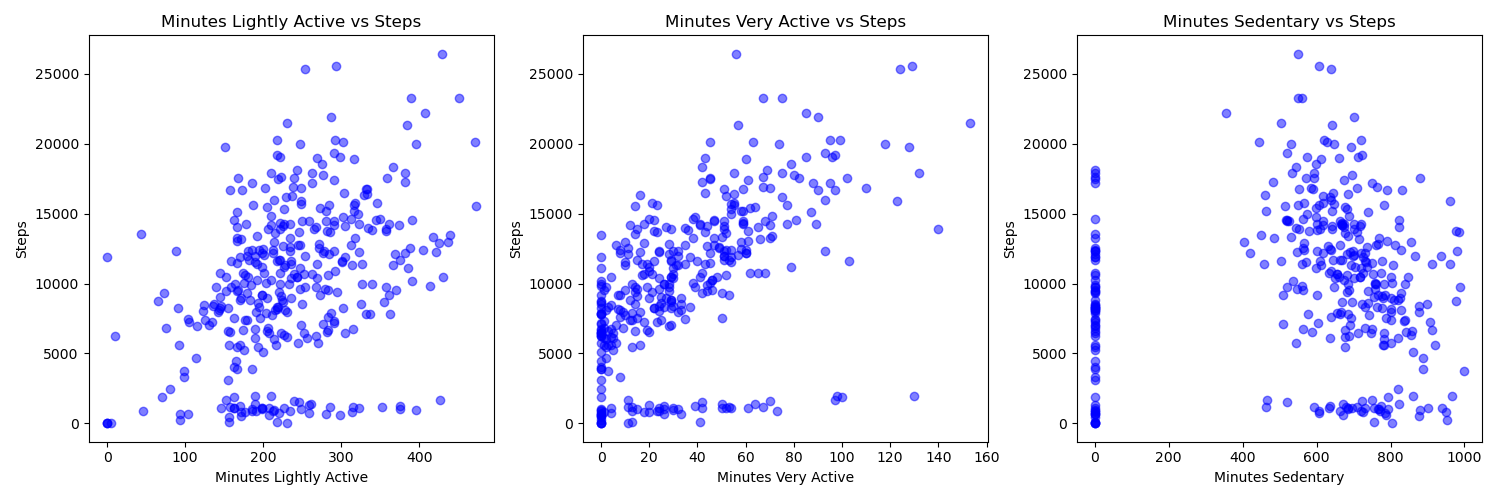 Minutes Lightly Active vs Steps
25000
20000
15000
10000
5000
0
Steps
0 100 200 300 400
Minutes Lightly Active
Minutes Very Active vs Steps
25000
20000
15000
10000
5000
0
Steps
0 20 40 60 80 100 120 140 160
Minutes Very Active
Minutes Sedentary vs Steps
25000
20000
15000
10000
5000
0
Steps
0 200 400 600 800 1000
Minutes Sedentary